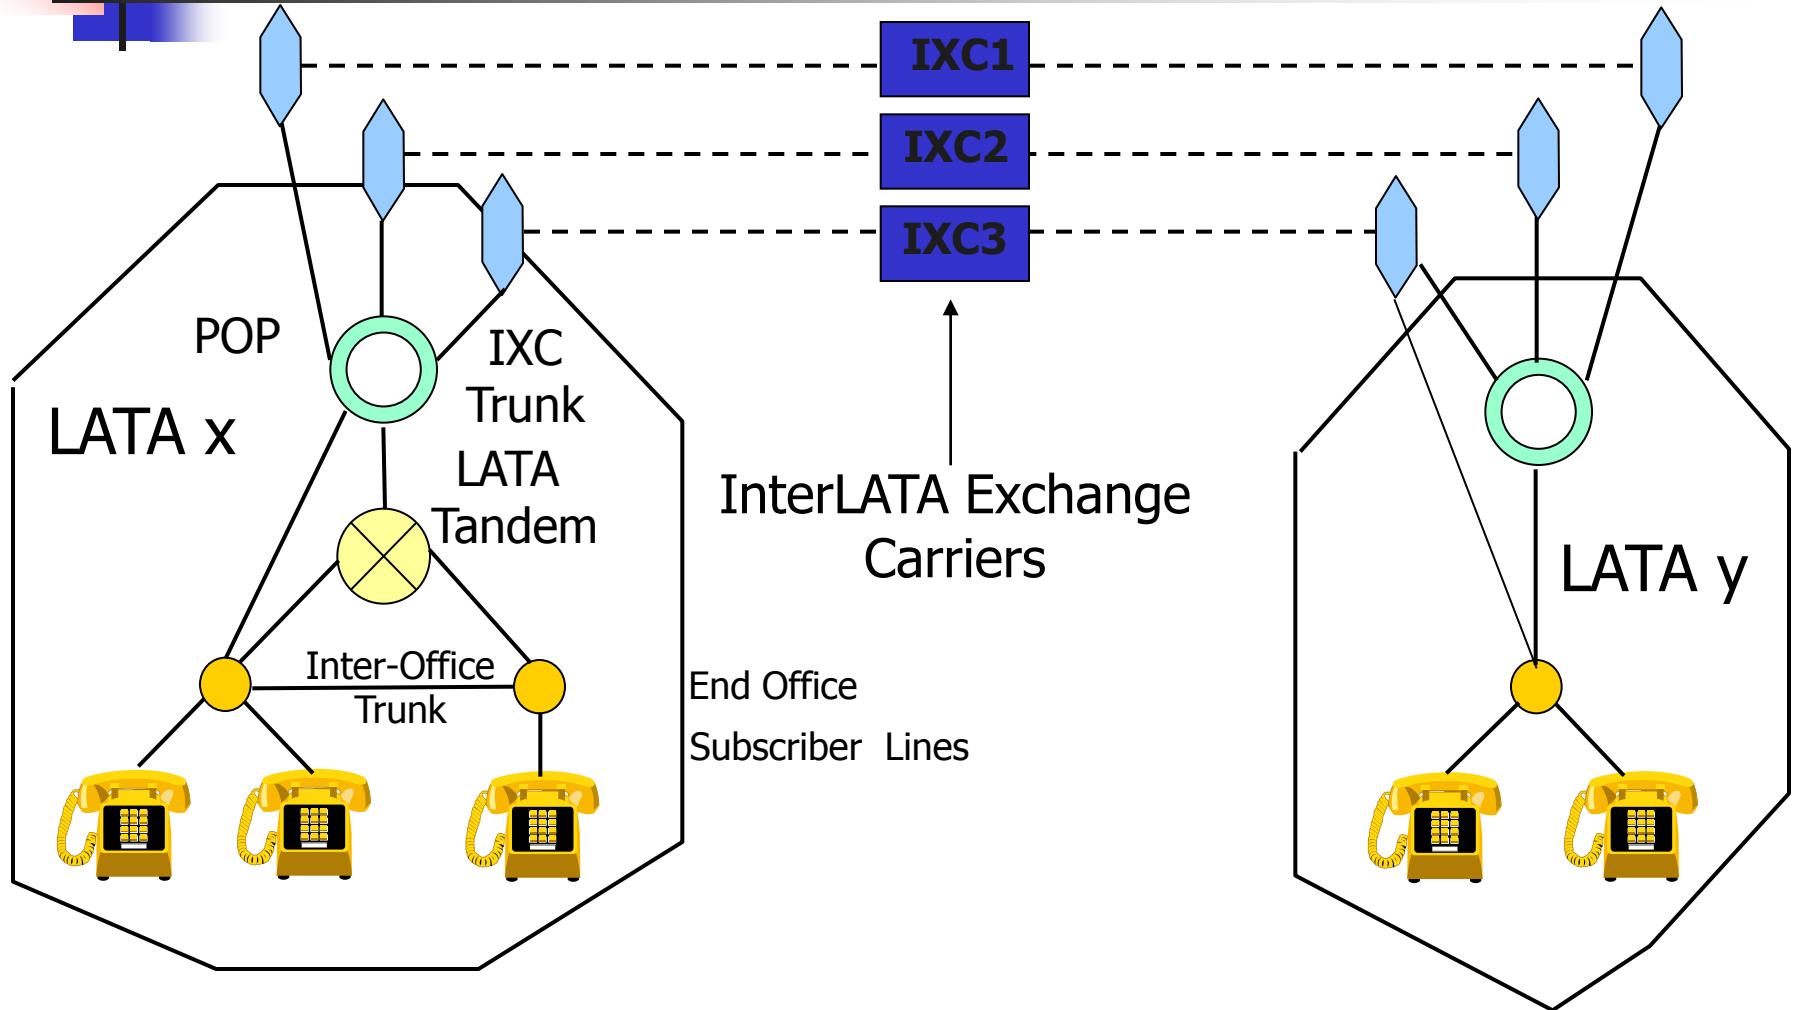 IXC1
IXC2
IXC3
POP
IXC
Trunk
LATA x
LATA
Tandem
InterLATA Exchange
Carriers
LATA y
Inter-Office
Trunk
End Office
Subscriber Lines